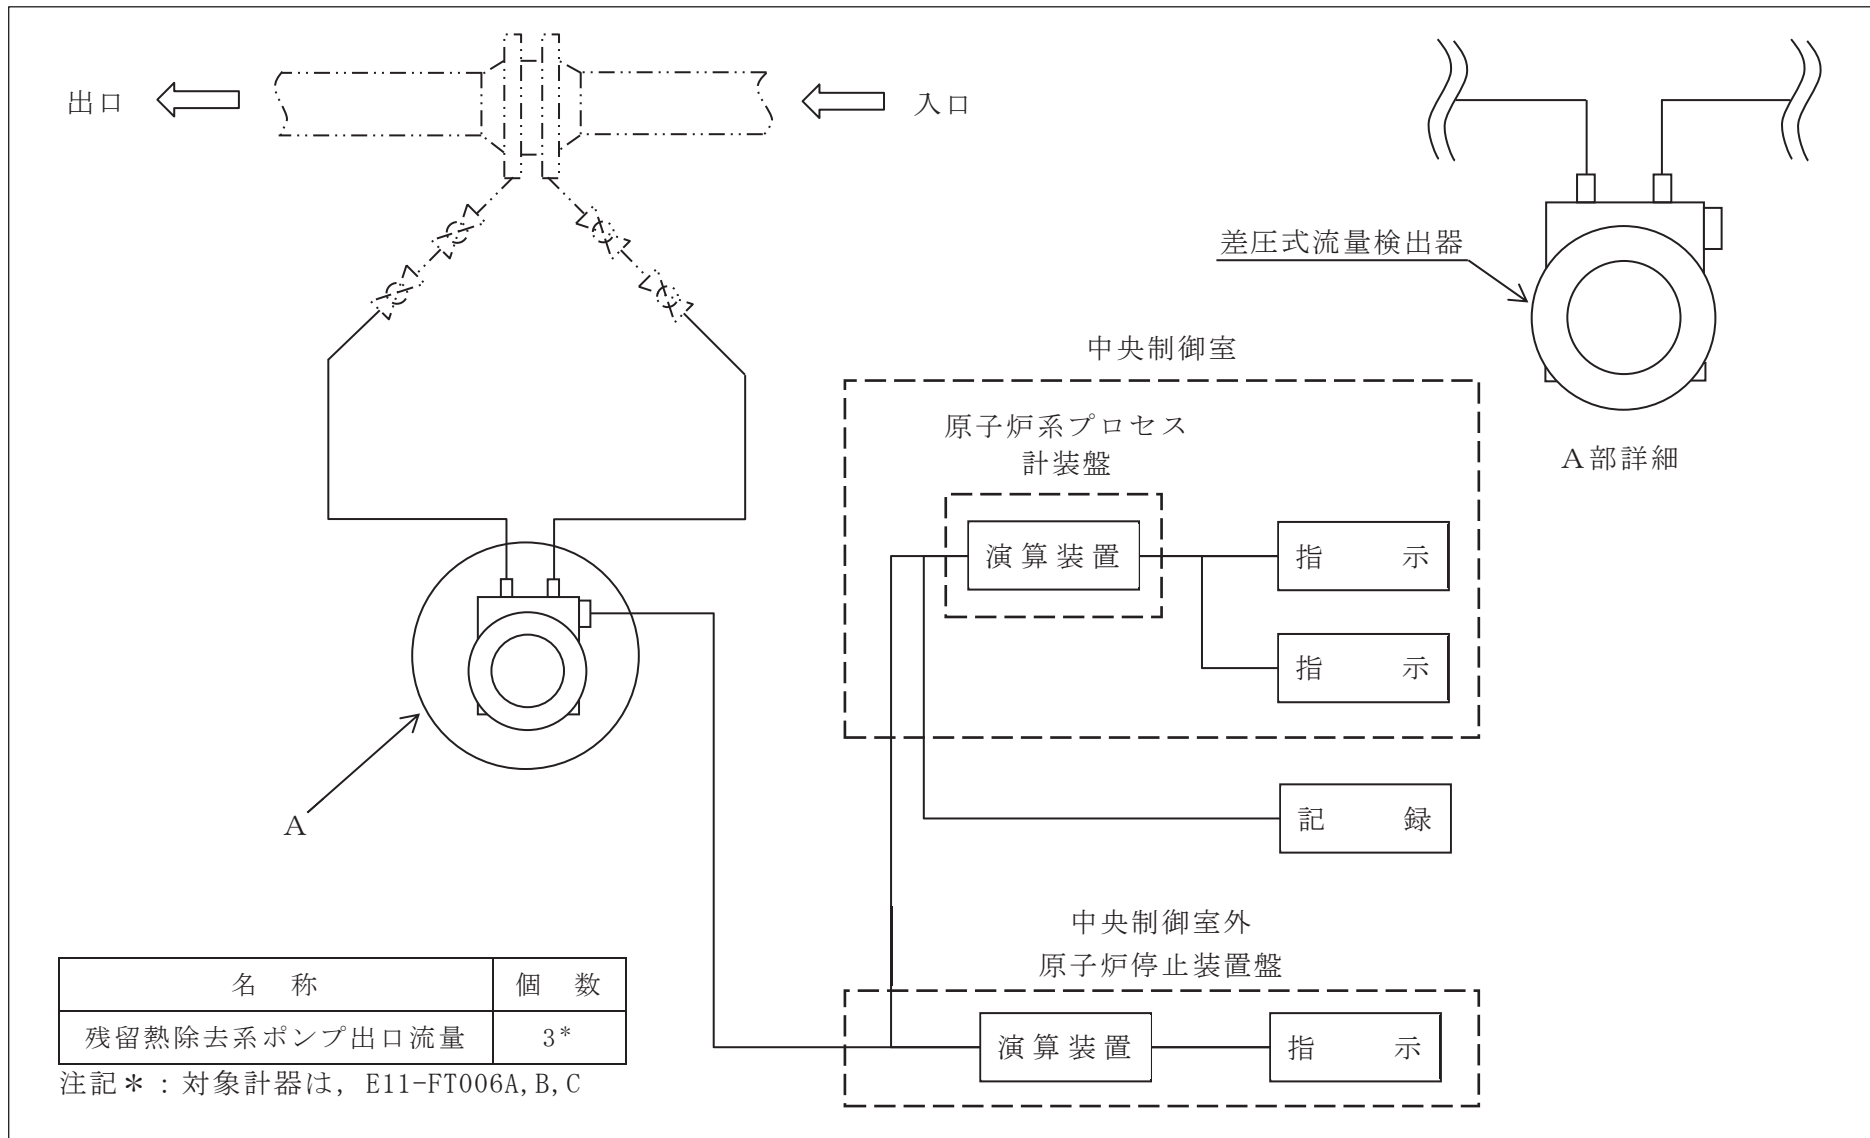 出口
入口
差圧式流量検出器
A部詳細
中央制御室
原子炉系プロセス
計装盤
演算装置
指示
指示
記録
A
中央制御室外
原子炉停止装置盤
演算装置
指示
名称 個数
残留熱除去系ポンプ出口流量 3*
注記*:対象計器は,E11-FT006A,B,C